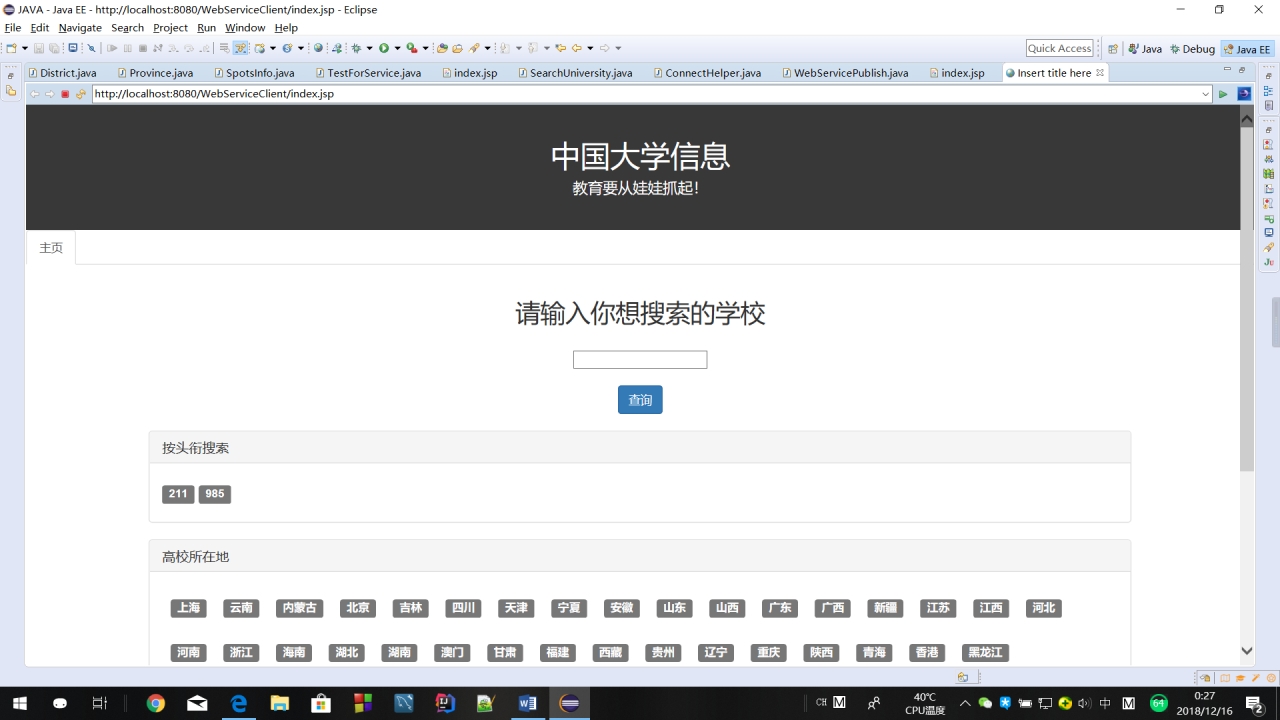 JAVA - Java EE - http://localhost:8080/WebServiceClient/index.jsp - Eclipse
File Edit Navigate Search Project Run Window Help
Quick Access Java Debug Java EE
District.java Province.java SpotsInfo.java TestForService.java index.jsp SearchUniversity.java ConnectHelper.java WebServicePublish.java index.jsp Insert title here
http://localhost:8080/WebServiceClient/index.jsp
中国大学信息
教育要从娃娃抓起!
主页
请输入你想搜索的学校
查询
按头衔搜索
211 985
高校所在地
上海 云南 内蒙古 北京 吉林 四川 天津 宁夏 安徽 山东 山西 广东 广西 新疆 江苏 江西 河北
河南 浙江 海南 湖北 湖南 澳门 甘肃 福建 西藏 贵州 辽宁 重庆 陕西 青海 香港 黑龙江
40℃
CPU温度
中
M
64
0:27
2018/12/16
2